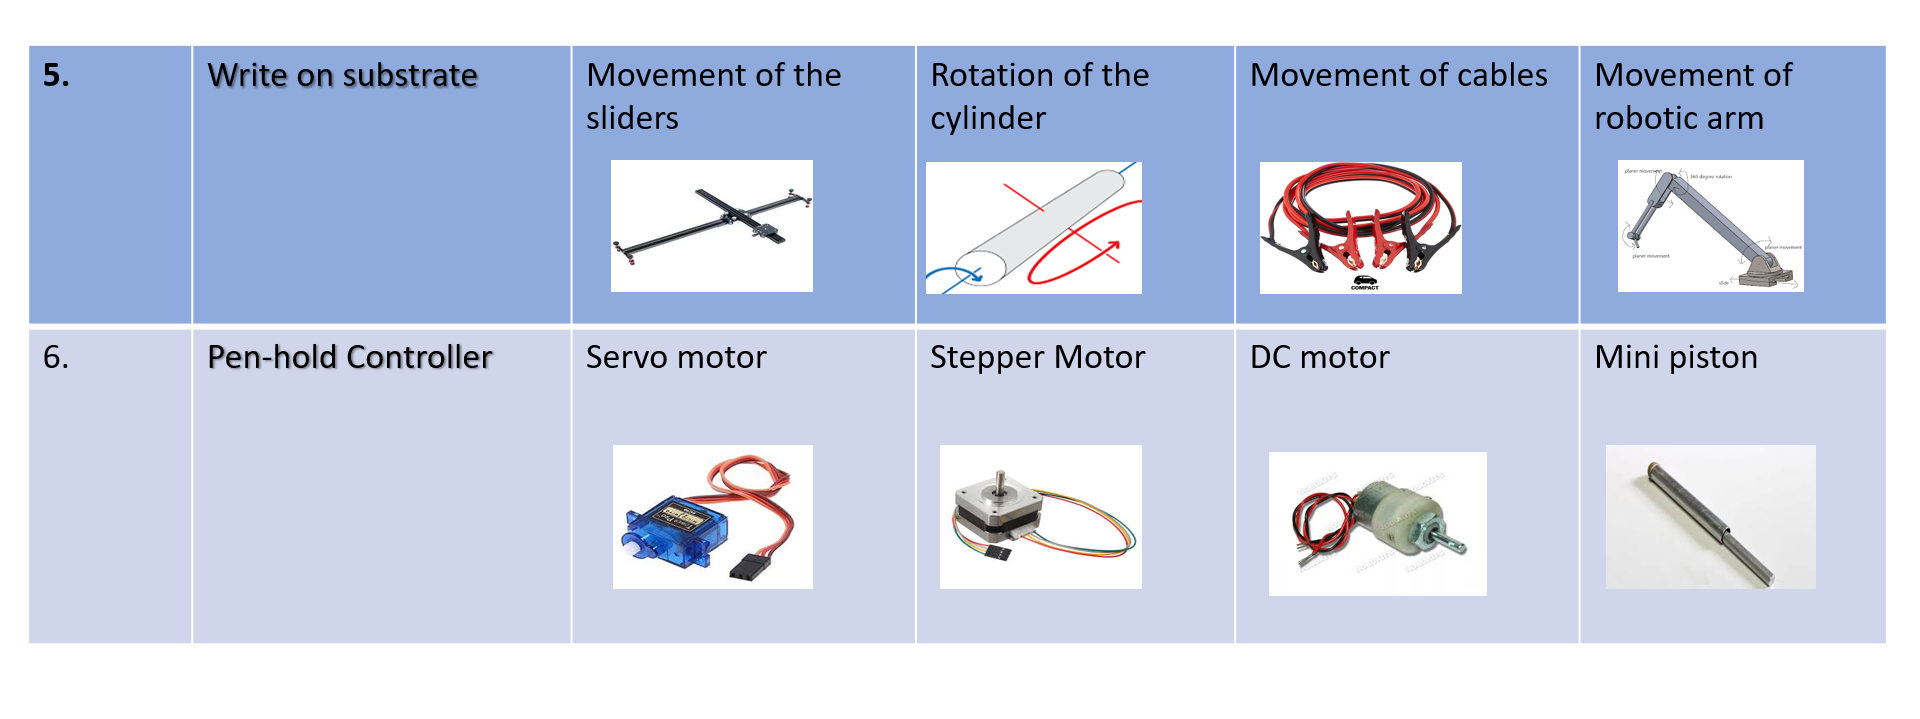 5.
Write on substrate
Movement of the
sliders
Rotation of the
cylinder
Movement of cables
Movement of
robotic arm
COMPACT
planer movement
360 degree rotation
planer movement
planer movement
slide
6.
Pen-hold Controller
Servo motor
Stepper Motor
DC motor
Mini piston